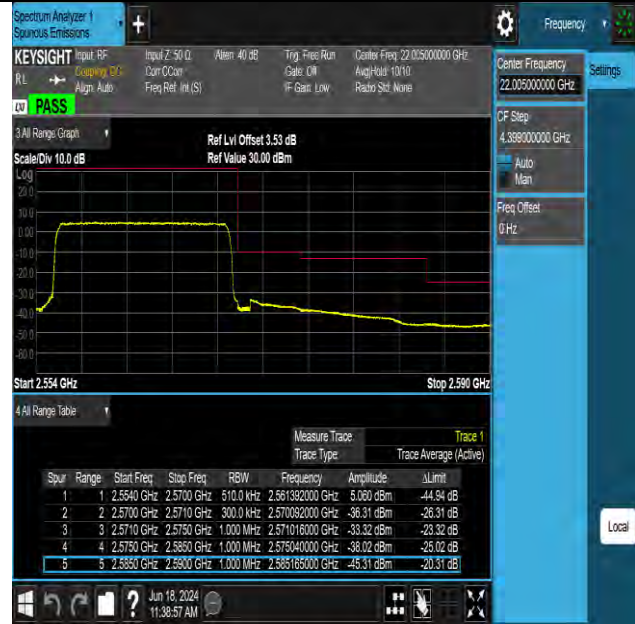 Spectrum Analyzer 1
Spurious Emissions
Frequency
KEYSIGHT Input: RF Input Z: 50 Ω Atten: 40 dB Trig: Free Run Center Freq: 22.005000000 GHz
RL Coupling: DC Corr CCorr Gate: Off Avg|Hold: 10/10
Align: Auto Freq Ref: Int (S) IF Gain: Low Radio Std: None
LXI PASS
Center Frequency
22.005000000 GHz
Settings
CF Step
4.399000000 GHz
Auto
Man
Freq Offset
0 Hz
3 All Range Graph
Ref Lvl Offset 3.53 dB
Scale/Div 10.0 dB Ref Value 30.00 dBm
Log
20.0
10.0
0.00
-10.0
-20.0
-30.0
-40.0
-50.0
-60.0
Start 2.554 GHz Stop 2.590 GHz
4 All Range Table
Measure Trace Trace 1
Trace Type Trace Average (Active)
Spur Range Start Freq Stop Freq RBW Frequency Amplitude ΔLimit
1 1 2.5540 GHz 2.5700 GHz 510.0 kHz 2.561392000 GHz 5.060 dBm -44.94 dB
2 2 2.5700 GHz 2.5710 GHz 300.0 kHz 2.570092000 GHz -36.31 dBm -26.31 dB
3 3 2.5710 GHz 2.5750 GHz 1.000 MHz 2.571016000 GHz -33.32 dBm -23.32 dB
4 4 2.5750 GHz 2.5850 GHz 1.000 MHz 2.575040000 GHz -38.02 dBm -25.02 dB
5 5 2.5850 GHz 2.5900 GHz 1.000 MHz 2.585165000 GHz -45.31 dBm -20.31 dB
Local
? Jun 18, 2024
11:38:57 AM